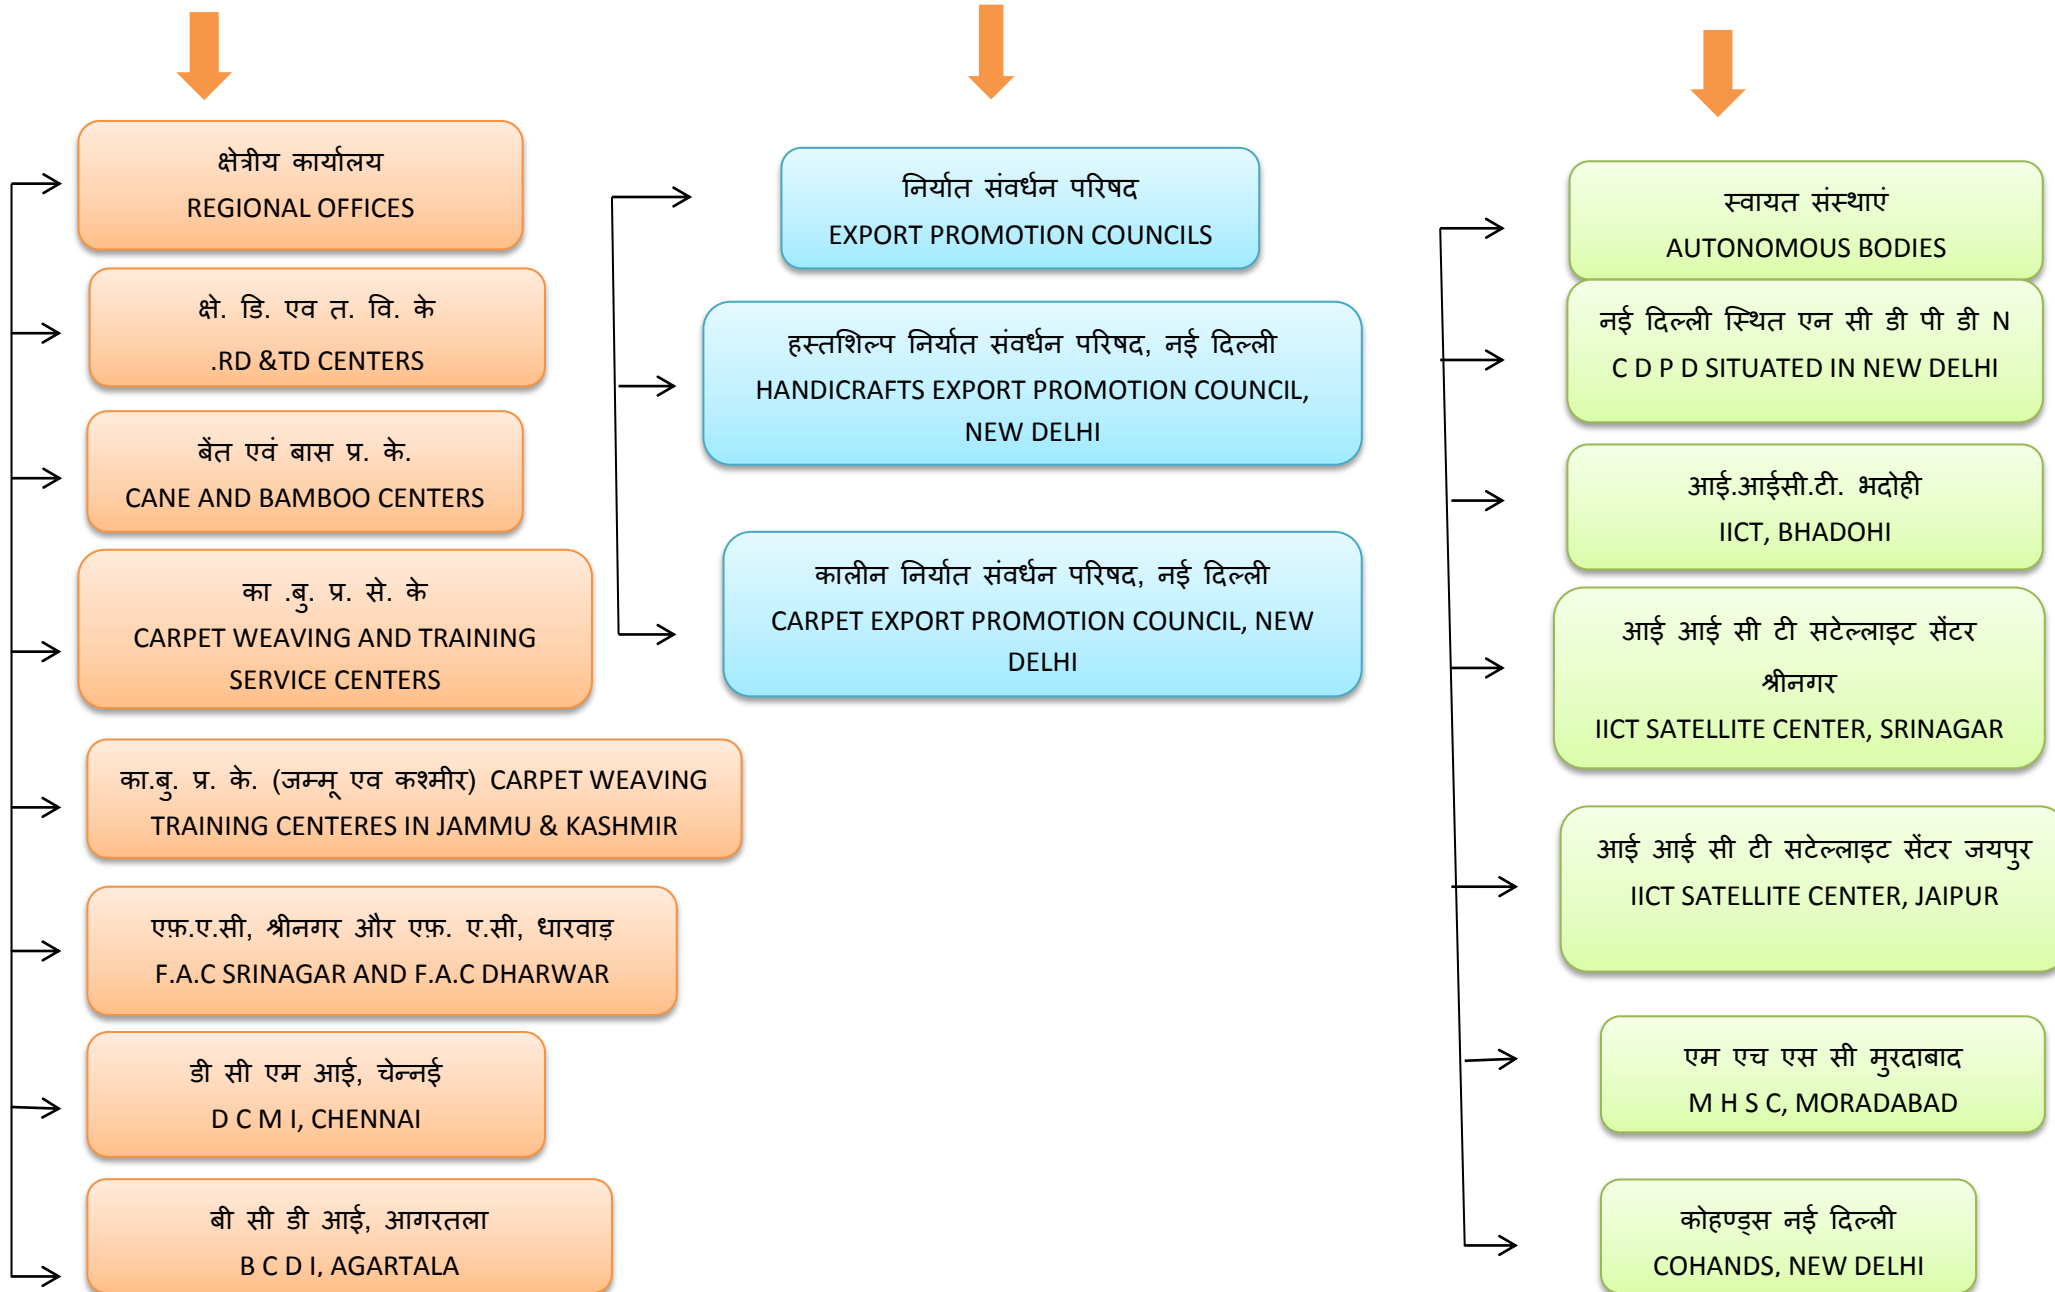 क्षेत्रीय कार्यालय
REGIONAL OFFICES
क्षे. डि. एव त. वि. के
.RD &TD CENTERS
बेंत एवं बास प्र. के.
CANE AND BAMBOO CENTERS
का .बु. प्र. से. के
CARPET WEAVING AND TRAINING
SERVICE CENTERS
का.बु. प्र. के. (जम्मू एव कश्मीर) CARPET WEAVING
TRAINING CENTERES IN JAMMU & KASHMIR
एफ़.ए.सी, श्रीनगर और एफ़. ए.सी, धारवाड़
F.A.C SRINAGAR AND F.A.C DHARWAR
डी सी एम आई, चेन्नई
D C M I, CHENNAI
बी सी डी आई, आगरतला
B C D I, AGARTALA
निर्यात संवर्धन परिषद
EXPORT PROMOTION COUNCILS
हस्तशिल्प निर्यात संवर्धन परिषद, नई दिल्ली
HANDICRAFTS EXPORT PROMOTION COUNCIL,
NEW DELHI
कालीन निर्यात संवर्धन परिषद, नई दिल्ली
CARPET EXPORT PROMOTION COUNCIL, NEW
DELHI
स्वायत संस्थाएं
AUTONOMOUS BODIES
नई दिल्ली स्थित एन सी डी पी डी N
C D P D SITUATED IN NEW DELHI
आई.आईसी.टी. भदोही
IICT, BHADOHI
आई आई सी टी सटेल्लाइट सेंटर
श्रीनगर
IICT SATELLITE CENTER, SRINAGAR
आई आई सी टी सटेल्लाइट सेंटर जयपुर
IICT SATELLITE CENTER, JAIPUR
एम एच एस सी मुरदाबाद
M H S C, MORADABAD
कोहण्ड्स नई दिल्ली
COHANDS, NEW DELHI